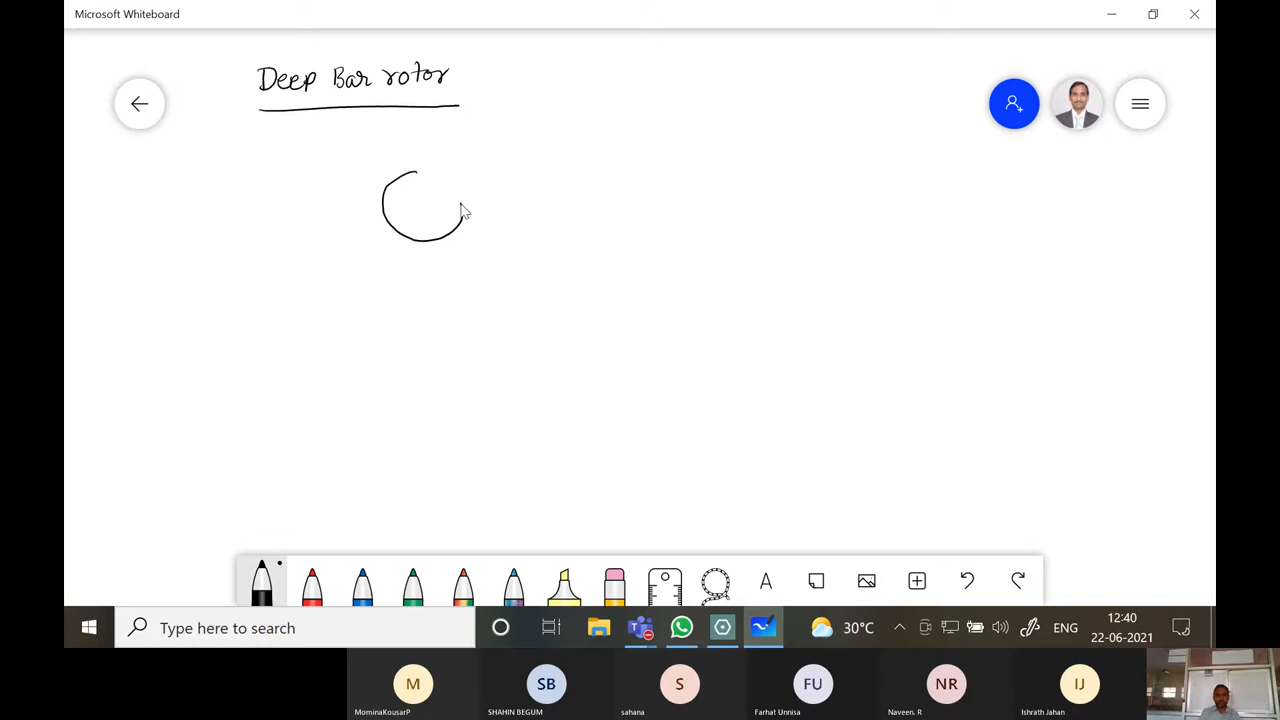 Microsoft Whiteboard
Deep Bar rotor
A
Type here to search
30°C
ENG
12:40
22-06-2021
M
SB
S
FU
NR
IJ
MominaKousarP
SHAHIN BEGUM
sahana
Farhat Unnisa
Naveen. R
Ishrath Jahan